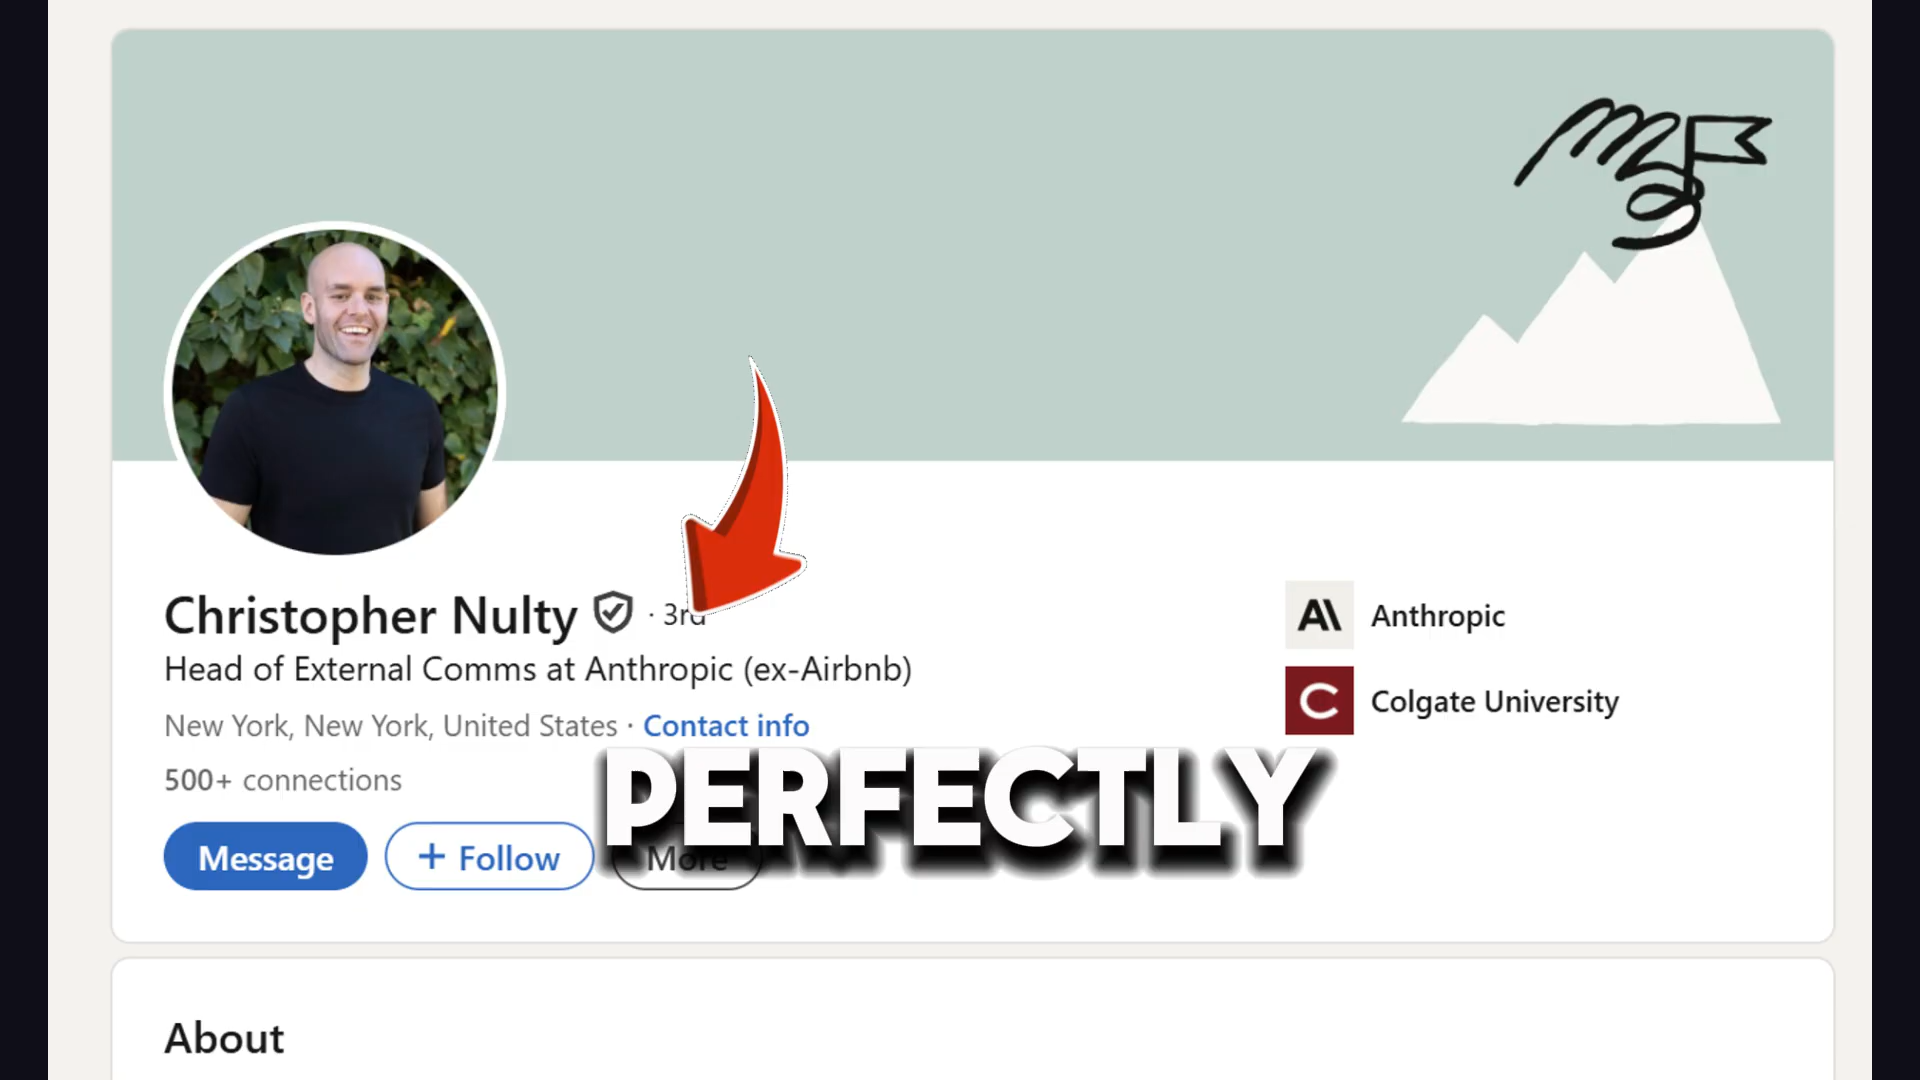 Christopher Nulty · 3rd
Head of External Comms at Anthropic (ex-Airbnb)
New York, New York, United States · Contact info
500+ connections
Message
+ Follow
More
PERFECTLY
A\ Anthropic
C Colgate University
About